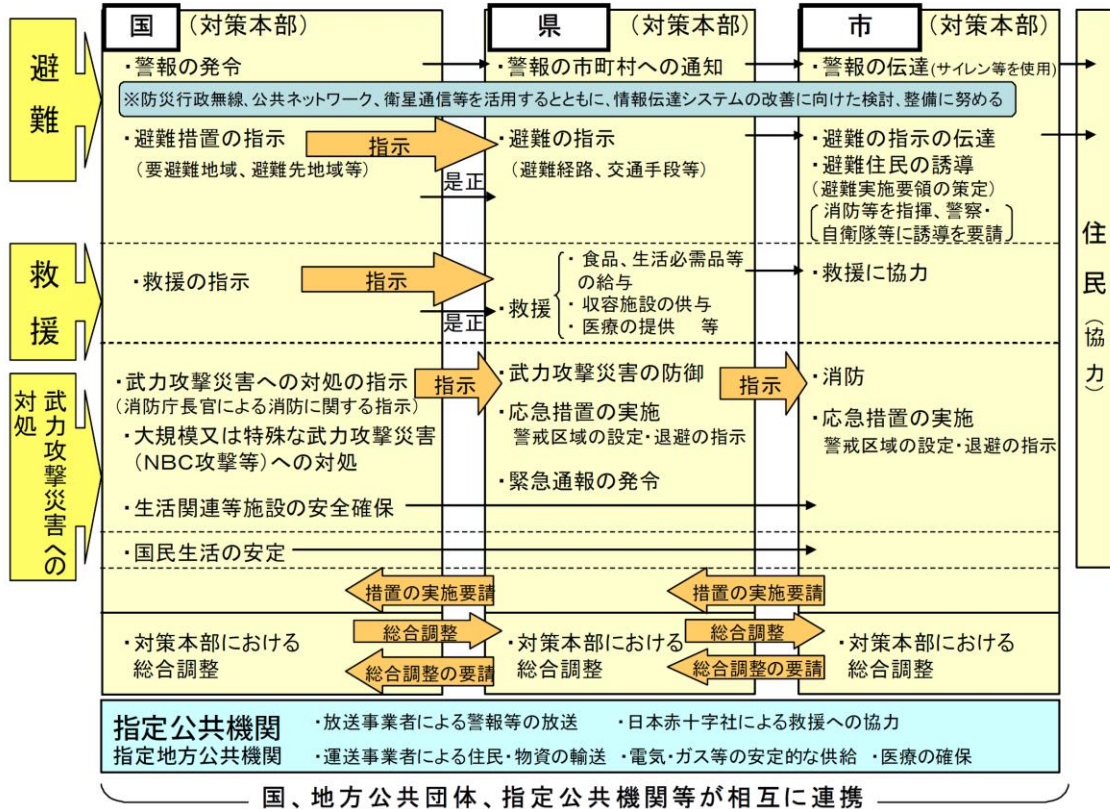 国 (対策本部)
県 (対策本部)
市 (対策本部)
避難
・警報の発令
・警報の市町村への通知
・警報の伝達(サイレン等を使用)
※防災行政無線、公共ネットワーク、衛星通信等を活用するとともに、情報伝達システムの改善に向けた検討、整備に努める
・避難措置の指示
(要避難地域、避難先地域等)
指示
是正
・避難の指示
(避難経路、交通手段等)
・避難の指示の伝達
・避難住民の誘導
(避難実施要領の策定)
消防等を指揮、警察・
自衛隊等に誘導を要請
救援
・救援の指示
指示
是正
・救援
・食品、生活必需品等
の給与
・収容施設の供与
・医療の提供 等
・救援に協力
武力攻撃災害への
対処
・武力攻撃災害への対処の指示
(消防庁長官による消防に関する指示)
・大規模又は特殊な武力攻撃災害
(NBC攻撃等)への対処
・生活関連等施設の安全確保
・国民生活の安定
指示
・武力攻撃災害の防御
・応急措置の実施
警戒区域の設定・退避の指示
・緊急通報の発令
指示
・消防
・応急措置の実施
警戒区域の設定・退避の指示
住民(協力)
措置の実施要請
措置の実施要請
・対策本部における
総合調整
総合調整
総合調整の要請
・対策本部における
総合調整
総合調整
総合調整の要請
・対策本部における
総合調整
指定公共機関
指定地方公共機関
・放送事業者による警報等の放送 ・日本赤十字社による救援への協力
・運送事業者による住民・物資の輸送 ・電気・ガス等の安定的な供給 ・医療の確保
国、地方公共団体、指定公共機関等が相互に連携